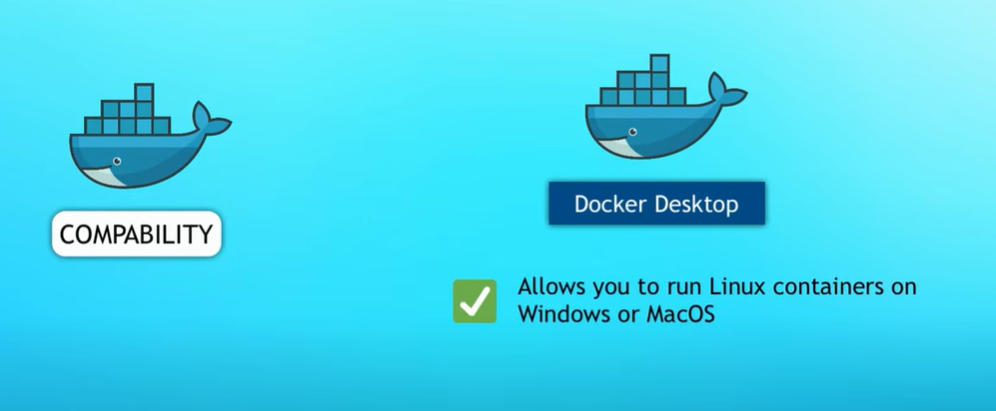 COMPABILITY
Docker Desktop
Allows you to run Linux containers on
Windows or MacOS